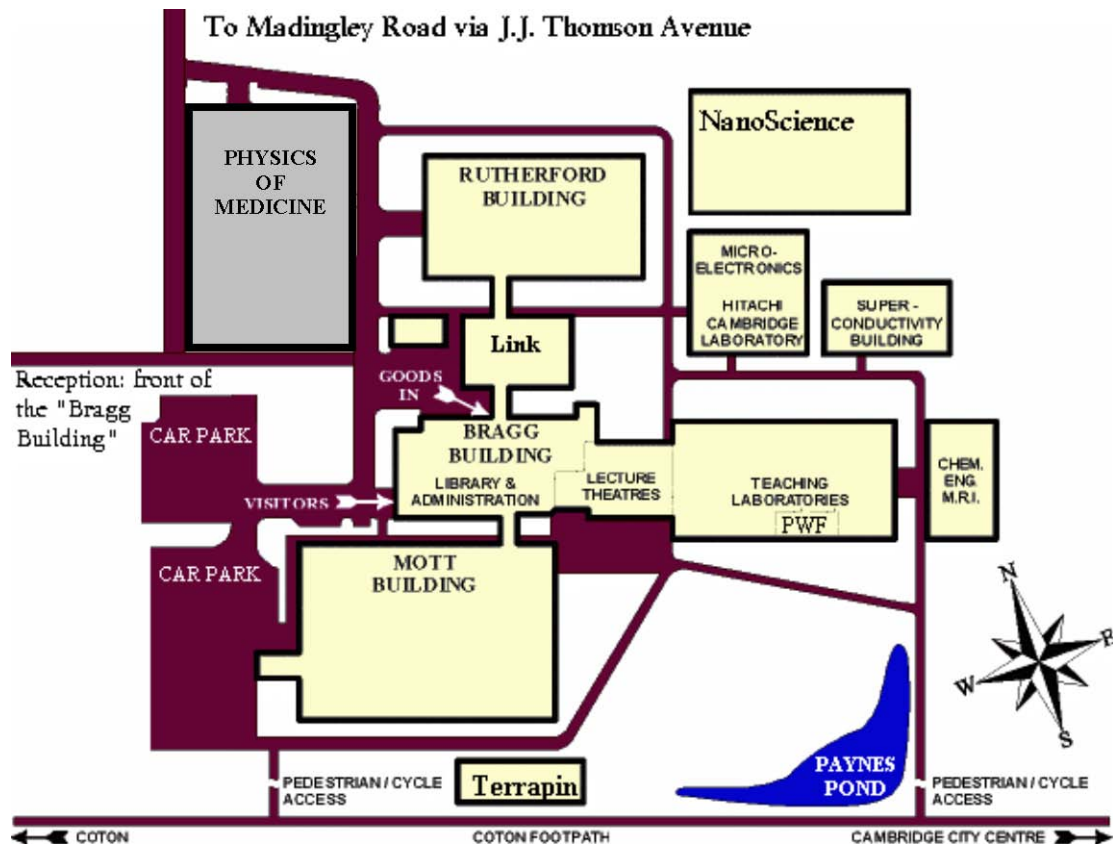 To Madingley Road via J.J. Thomson Avenue
NanoScience
PHYSICS
OF
MEDICINE
RUTHERFORD
BUILDING
MICRO-
ELECTRONICS
HITACHI
CAMBRIDGE
LABORATORY
SUPER -
CONDUCTIVITY
BUILDING
Link
Reception: front of
the "Bragg
Building"
GOODS
IN
CAR PARK
BRAGG
BUILDING
LIBRARY &
ADMINISTRATION
LECTURE
THEATRES
TEACHING
LABORATORIES
PWF
CHEM.
ENG.
M.R.I.
VISITORS
CAR PARK
MOTT
BUILDING
N
E
W
S
PAYNES
POND
PEDESTRIAN / CYCLE
ACCESS
Terrapin
PEDESTRIAN / CYCLE
ACCESS
COTON
COTON FOOTPATH
CAMBRIDGE CITY CENTRE